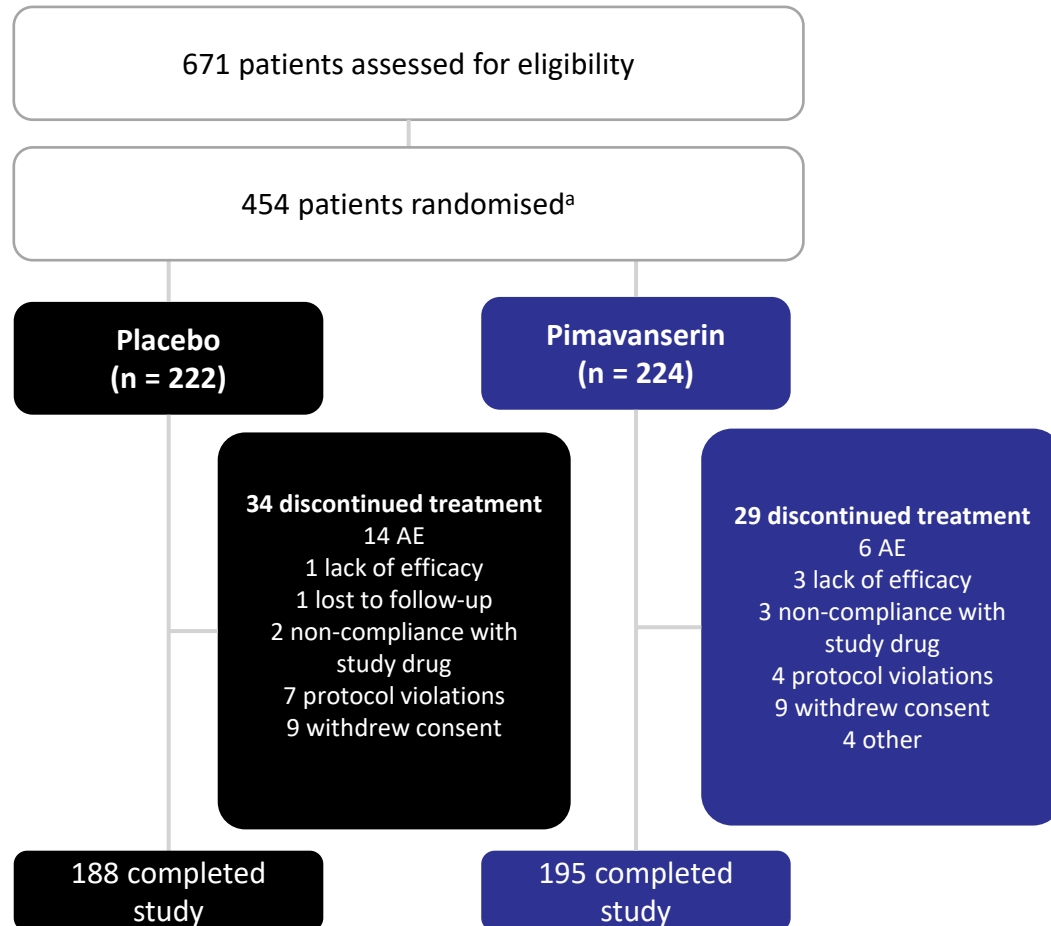 671 patients assessed for eligibility
454 patients randomisedᵃ
Placebo
(n = 222)
Pimavanserin
(n = 224)
34 discontinued treatment
14 AE
1 lack of efficacy
1 lost to follow-up
2 non-compliance with
study drug
7 protocol violations
9 withdrew consent
29 discontinued treatment
6 AE
3 lack of efficacy
3 non-compliance with
study drug
4 protocol violations
9 withdrew consent
4 other
188 completed
study
195 completed
study